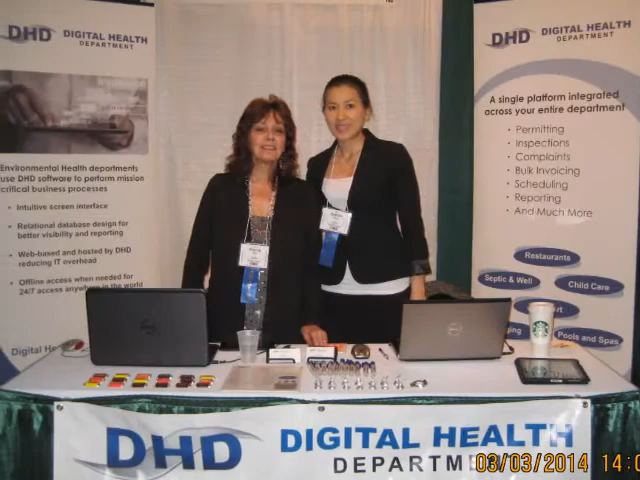 DHD DIGITAL HEALTH
DEPARTMENT
Environmental Health departments
use DHD software to perform mission
critical business processes
• Intuitive screen interface
• Relational database design for
better visibility and reporting
• Web-based and hosted by DHD
reducing IT overhead
• Offline access when needed for
24/7 access anywhere in the world
Digital
DHD DIGITAL HEALTH
DEPARTMENT
A single platform integrated
across your entire department
• Permitting
• Inspections
• Complaints
• Bulk Invoicing
• Scheduling
• Reporting
• And Much More
Restaurants
Septic & Well
Child Care
Pools and Spas
DELL
DELL
DHD DIGITAL HEALTH
DEPARTMENT
03/03/2014 14:0